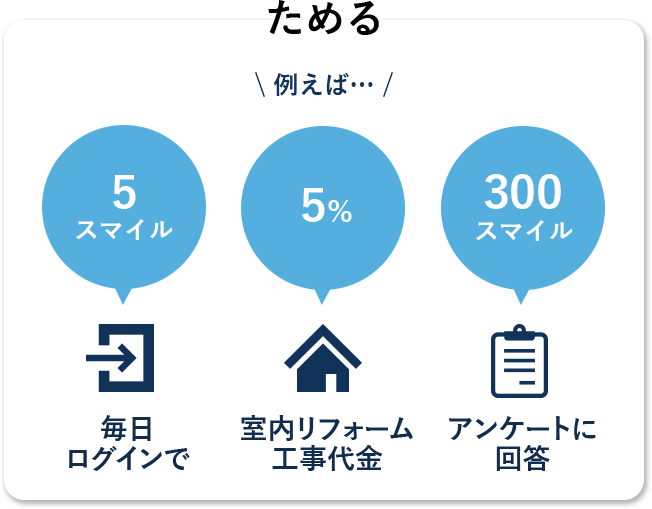 ためる
\ 例えば… /
5
スマイル
5%
300
スマイル
毎日
ログインで
室内リフォーム
工事代金
アンケートに
回答